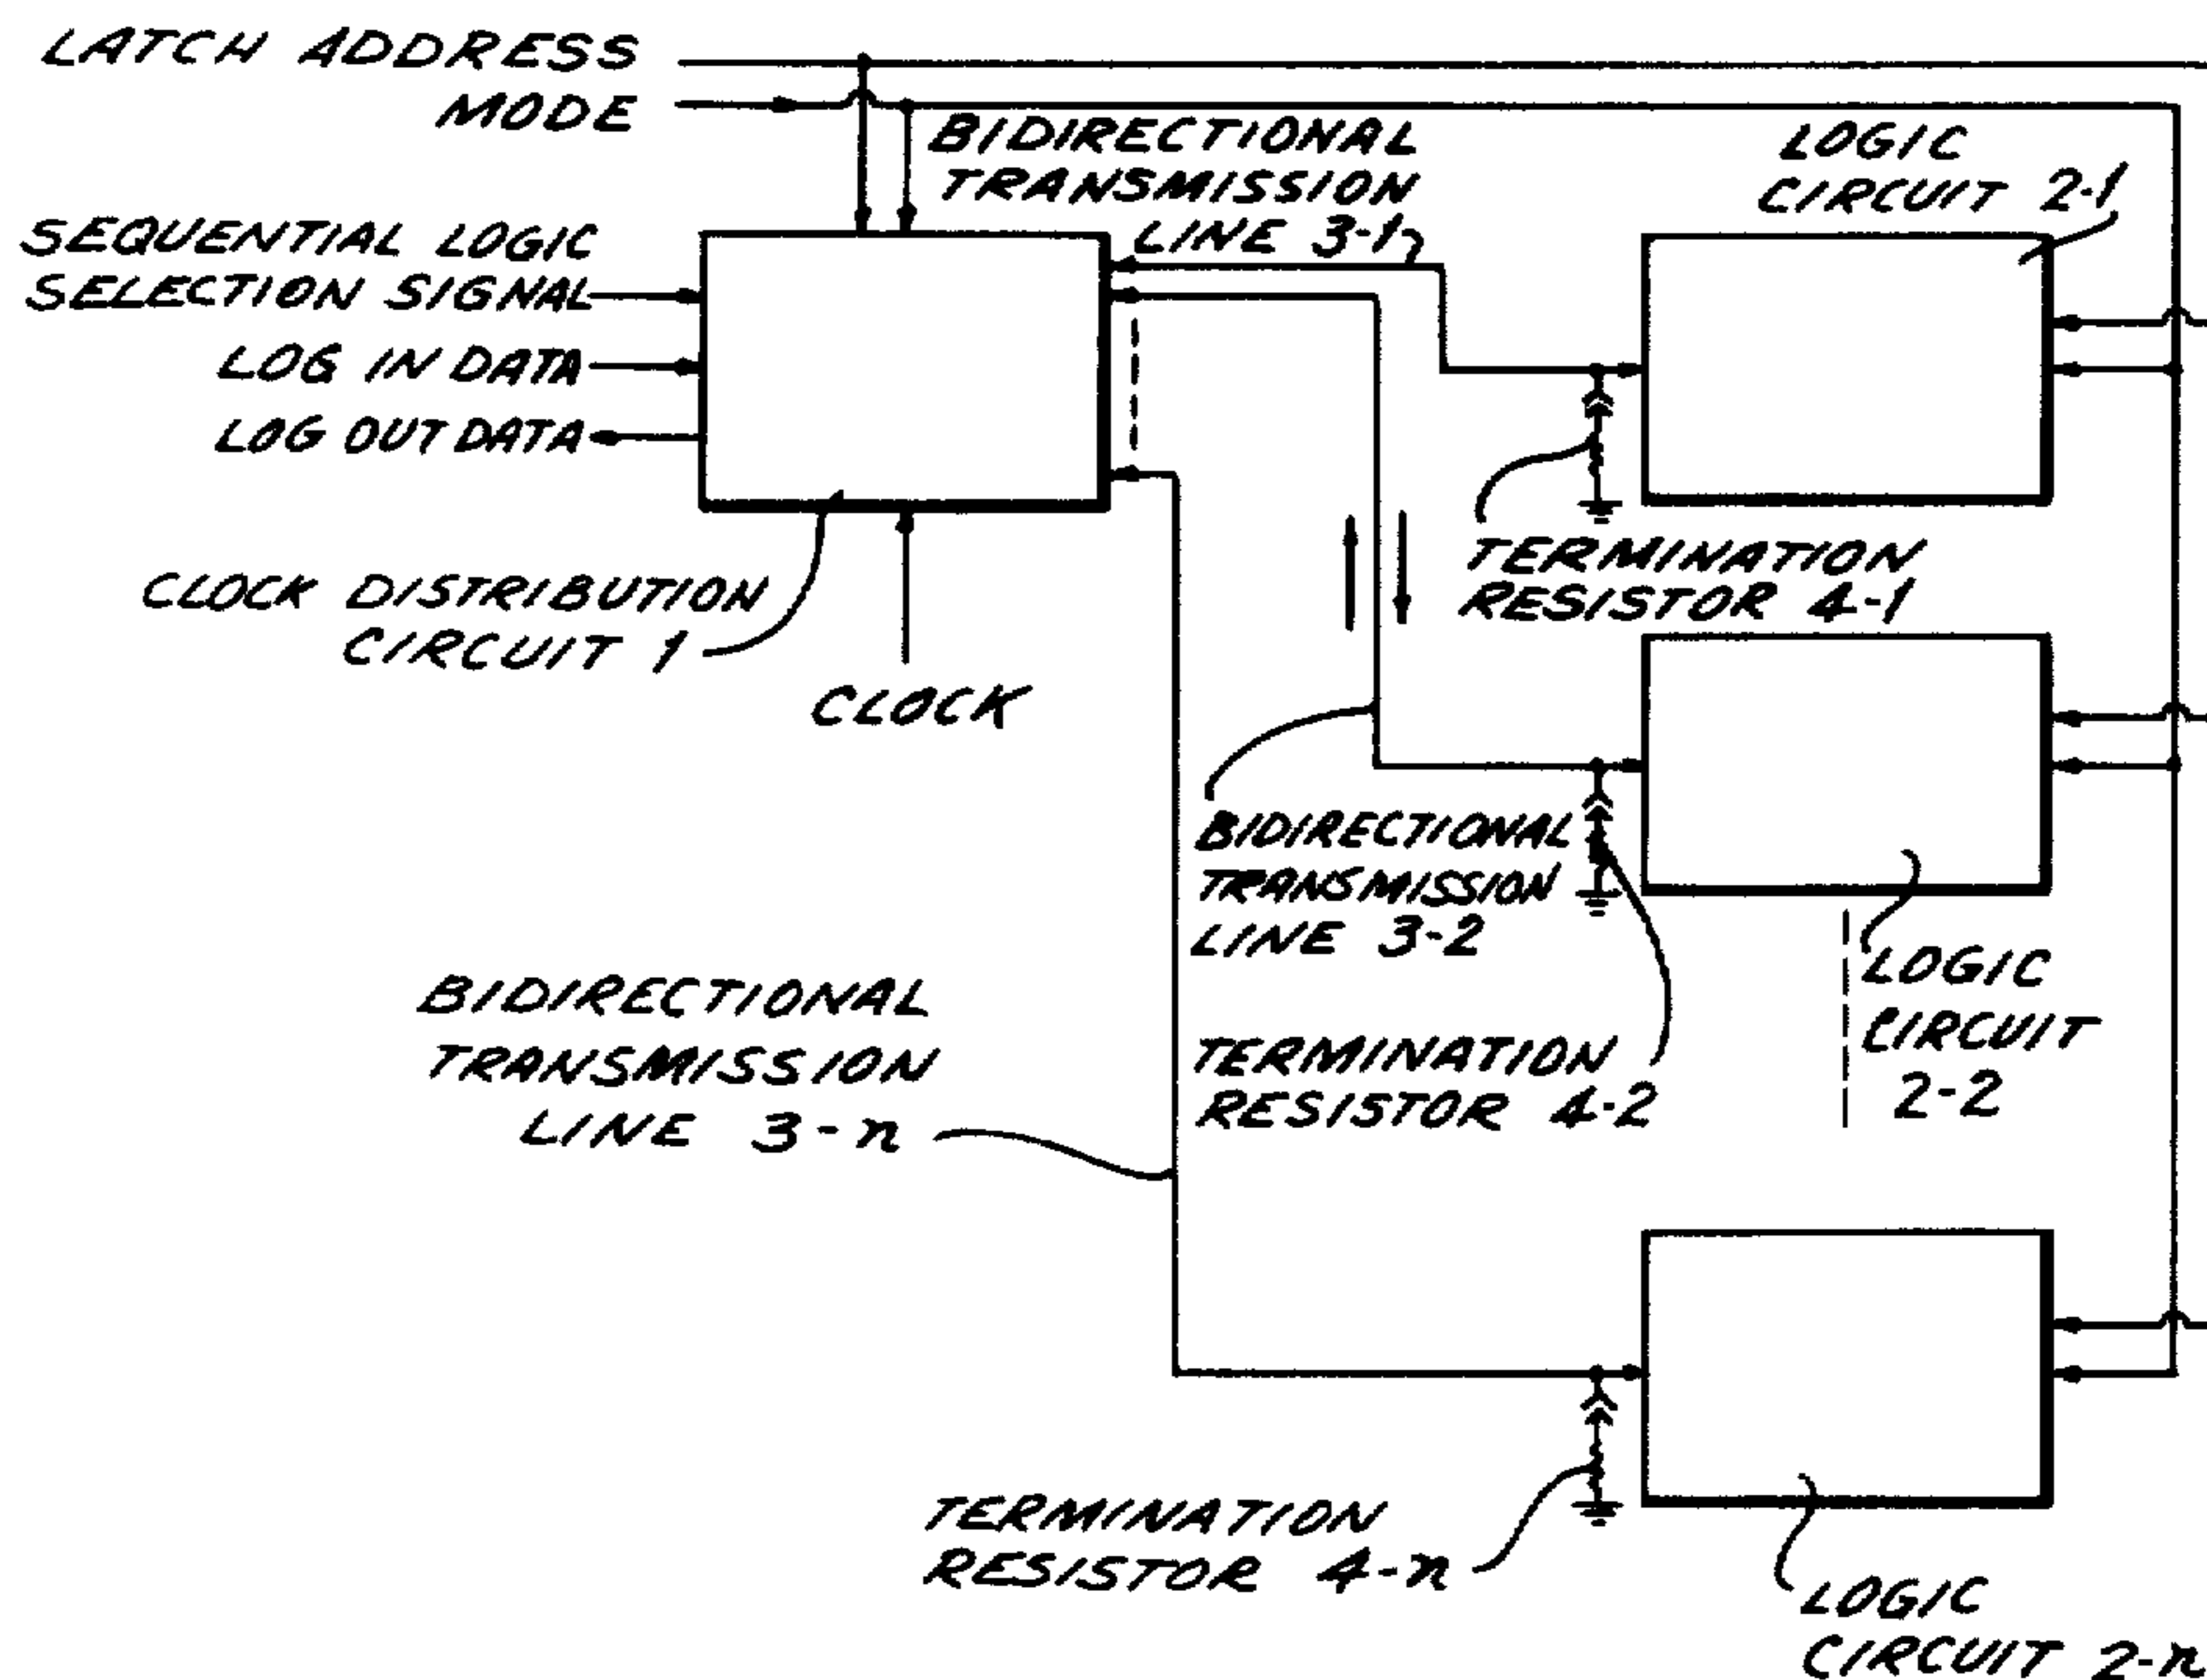 LATCH ADDRESS
MODE
BIDIRECTIONAL
TRANSMISSION
LINE 3-1
LOGIC
CIRCUIT 2-1
SEQUENTIAL LOGIC
SELECTION SIGNAL
LOG IN DATA
LOG OUT DATA
CLOCK DISTRIBUTION
CIRCUIT 1
CLOCK
TERMINATION
RESISTOR 4-1
BIDIRECTIONAL
TRANSMISSION
LINE 3-2
LOGIC
CIRCUIT
2-2
TERMINATION
RESISTOR 4-2
BIDIRECTIONAL
TRANSMISSION
LINE 3-n
TERMINATION
RESISTOR 4-n
LOGIC
CIRCUIT 2-n